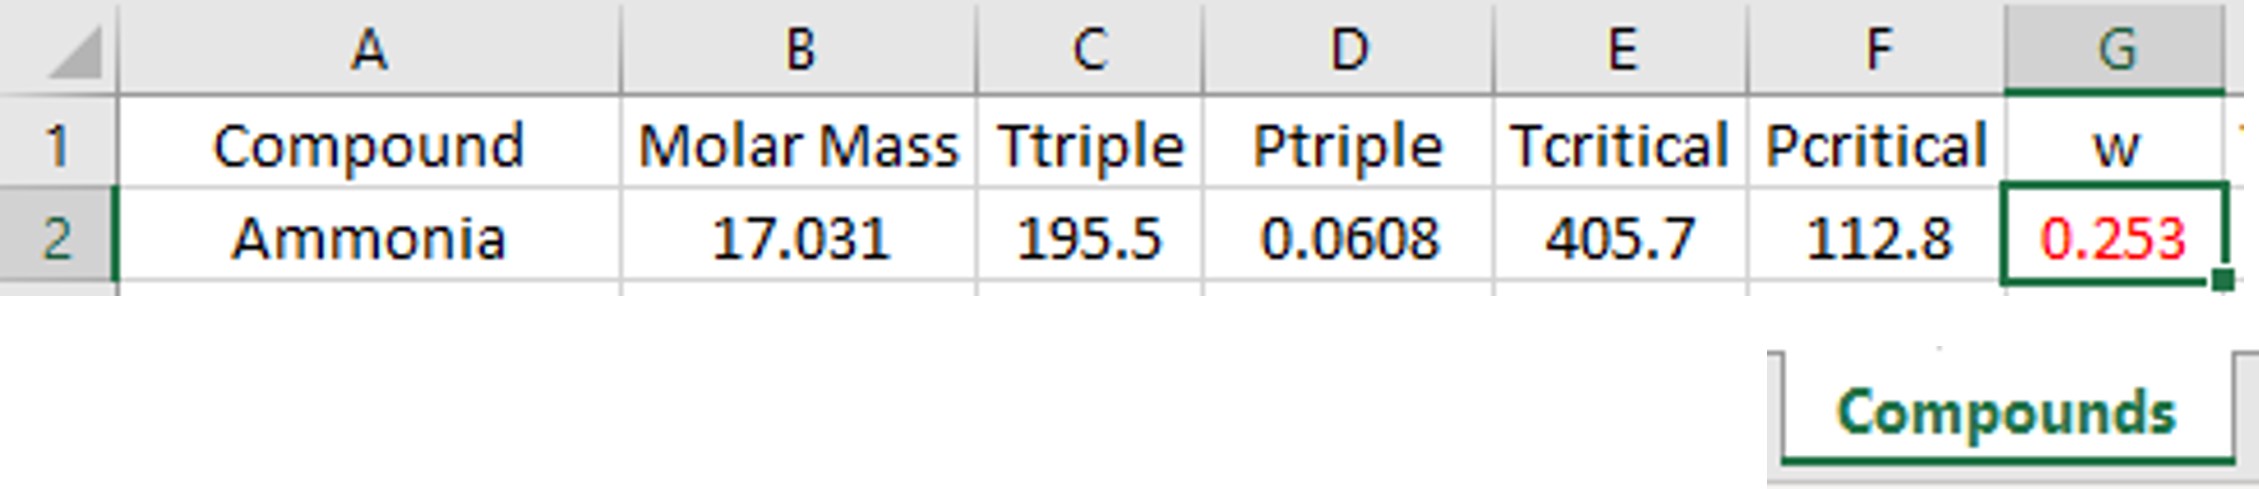 A B C D E F G
1 Compound Molar Mass Ttriple Ptriple Tcritical Pcritical w
2 Ammonia 17.031 195.5 0.0608 405.7 112.8 0.253
Compounds